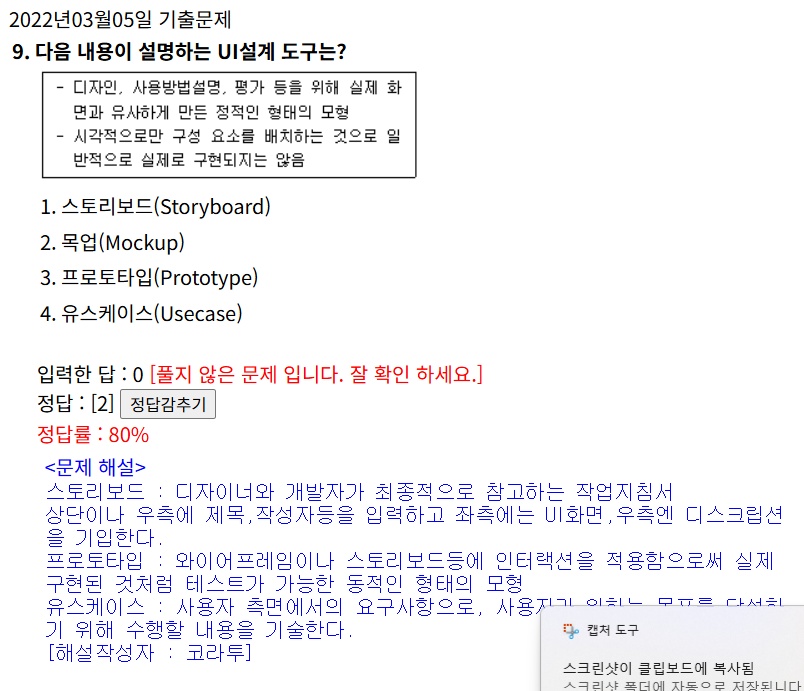 2022년03월05일 기출문제
9. 다음 내용이 설명하는 UI설계 도구는?
- 디자인, 사용방법설명, 평가 등을 위해 실제 화
면과 유사하게 만든 정적인 형태의 모형
- 시각적으로만 구성 요소를 배치하는 것으로 일
반적으로 실제로 구현되지는 않음
1. 스토리보드(Storyboard)
2. 목업(Mockup)
3. 프로토타입(Prototype)
4. 유스케이스(Usecase)
입력한 답 : 0 [풀지 않은 문제 입니다. 잘 확인 하세요.]
정답 : [2] 정답감추기
정답률 : 80%
<문제 해설>
스토리보드 : 디자이너와 개발자가 최종적으로 참고하는 작업지침서
상단이나 우측에 제목,작성자등을 입력하고 좌측에는 UI화면,우측엔 디스크립션
을 기입한다.
프로토타입 : 와이어프레임이나 스토리보드등에 인터랙션을 적용함으로써 실제
구현된 것처럼 테스트가 가능한 동적인 형태의 모형
유스케이스 : 사용자 측면에서의 요구사항으로, 사용자가
기 위해 수행할 내용을 기술한다.
[해설작성자 : 코라투]
캡처 도구
스크린샷이 클립보드에 복사됨
스크린샷 폴더에 자동으로 저장됩니다